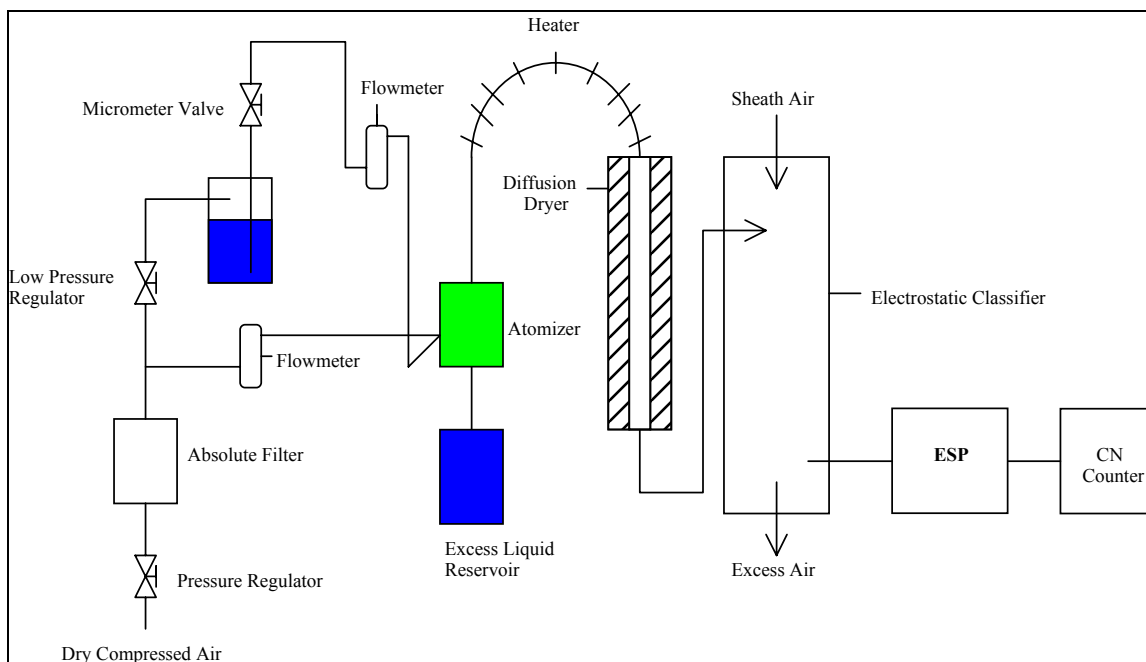 Heater
Flowmeter
Micrometer Valve
Sheath Air
Diffusion
Dryer
Low Pressure
Regulator
Electrostatic Classifier
Atomizer
Flowmeter
Absolute Filter
ESP
CN
Counter
Excess Liquid
Reservoir
Excess Air
Pressure Regulator
Dry Compressed Air